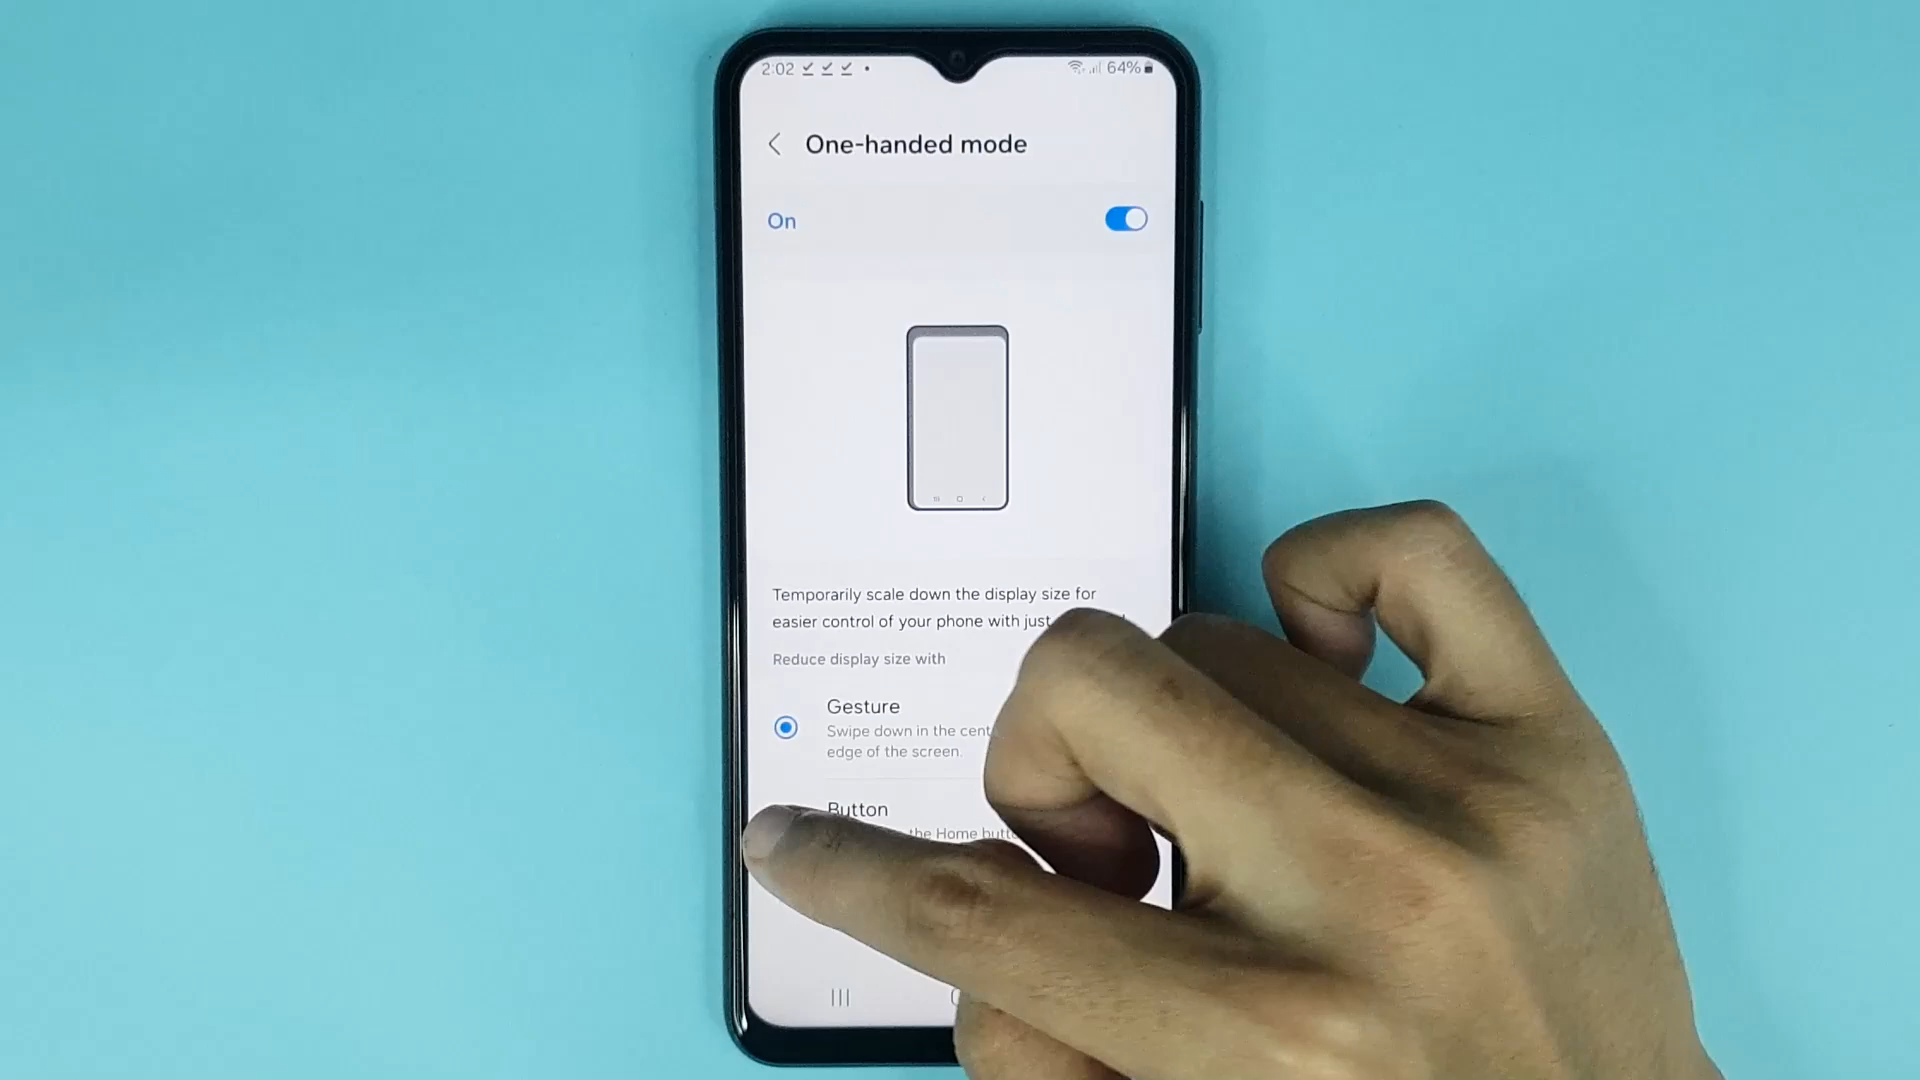 2:02 64%
One-handed mode
On
Temporarily scale down the display size for
easier control of your phone with just
Reduce display size with
Gesture
Swipe down in the cent
edge of the screen.
Button
the Home butt